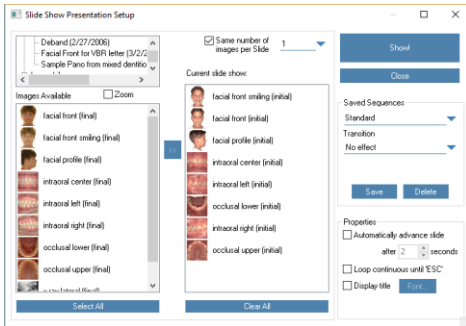 Slide Show Presentation Setup
Deband (2/27/2006)
Facial Front for VBR letter (3/2/2
Sample Pano from mixed dentitio
Same number of
images per Slide
1
Show!
Close
Images Available
Zoom
Current slide show:
facial front (final)
facial front smiling (final)
facial profile (final)
intraoral center (final)
intraoral left (final)
intraoral right (final)
occlusal lower (final)
occlusal upper (final)
x-ray lateral (final)
>>
facial front smiling (initial)
facial front (initial)
facial profile (initial)
intraoral center (initial)
intraoral left (initial)
occlusal lower (initial)
intraoral right (initial)
occlusal upper (initial)
Select All
Clear All
Saved Sequences
Standard
Transition
No effect
Save
Delete
Properties
Automatically advance slide
after 2 seconds
Loop continuous until 'ESC'
Display title
Font...